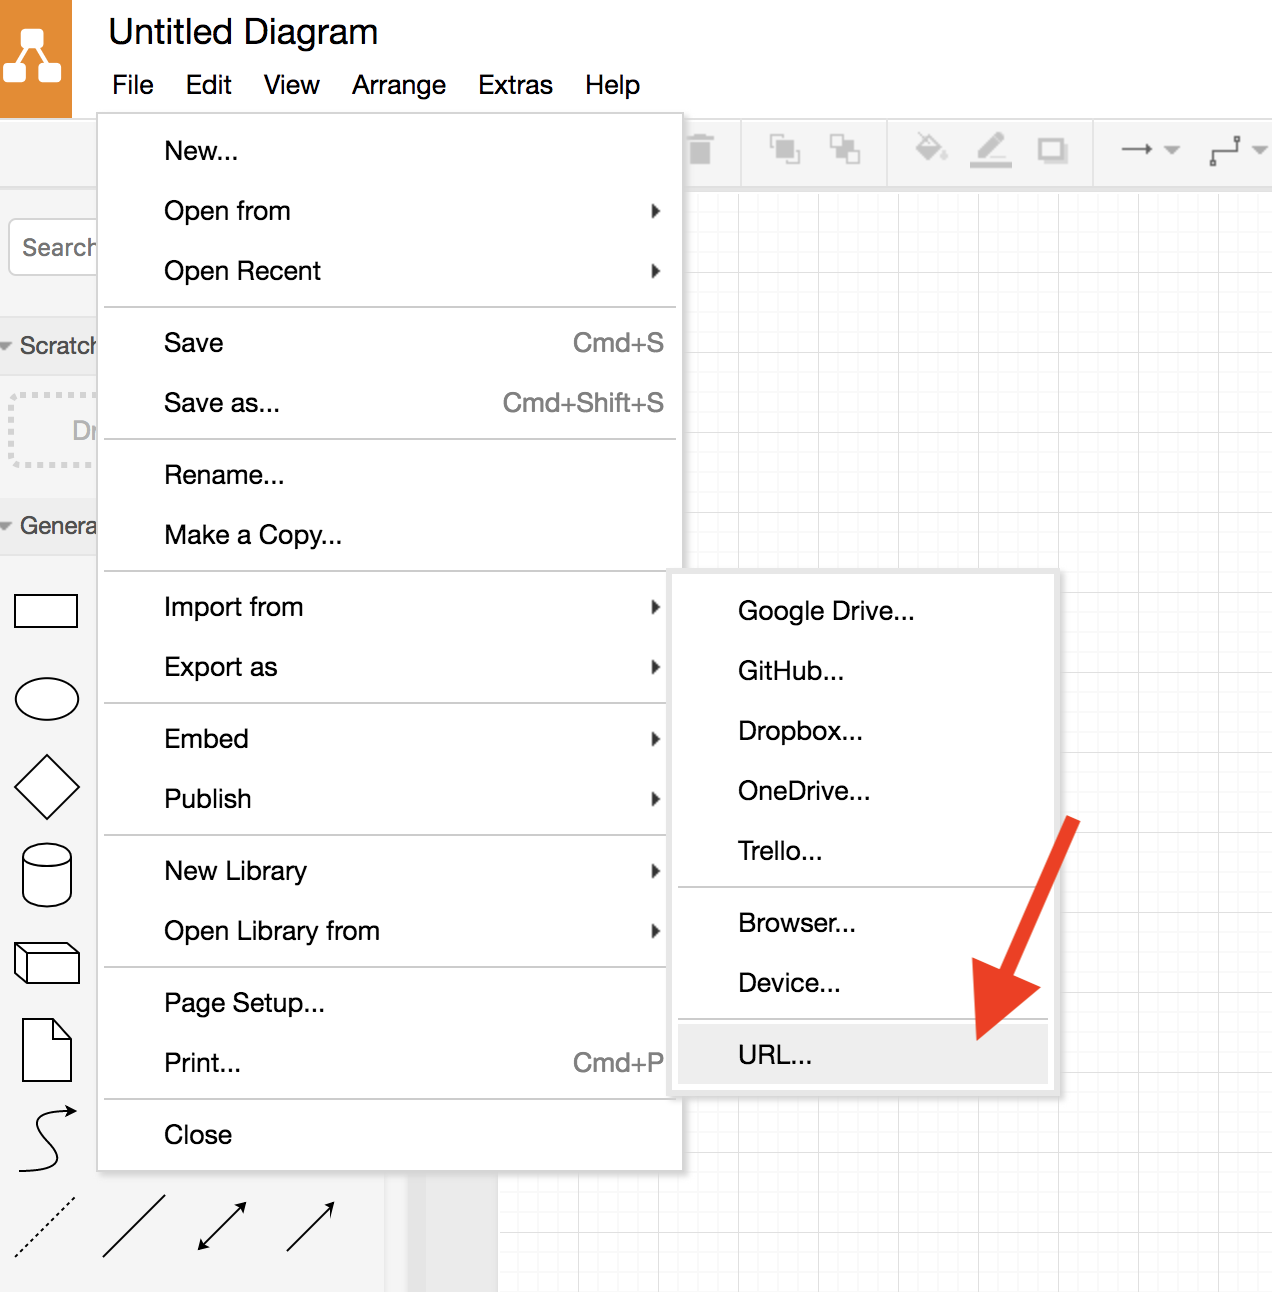 Untitled Diagram
File Edit View Arrange Extras Help
New...
Open from
Open Recent
Save Cmd+S
Save as... Cmd+Shift+S
Rename...
Make a Copy...
Import from
Export as
Embed
Publish
New Library
Open Library from
Page Setup...
Print... Cmd+P
Close
Google Drive...
GitHub...
Dropbox...
OneDrive...
Trello...
Browser...
Device...
URL...
Search
Scratch
Dr
Genera